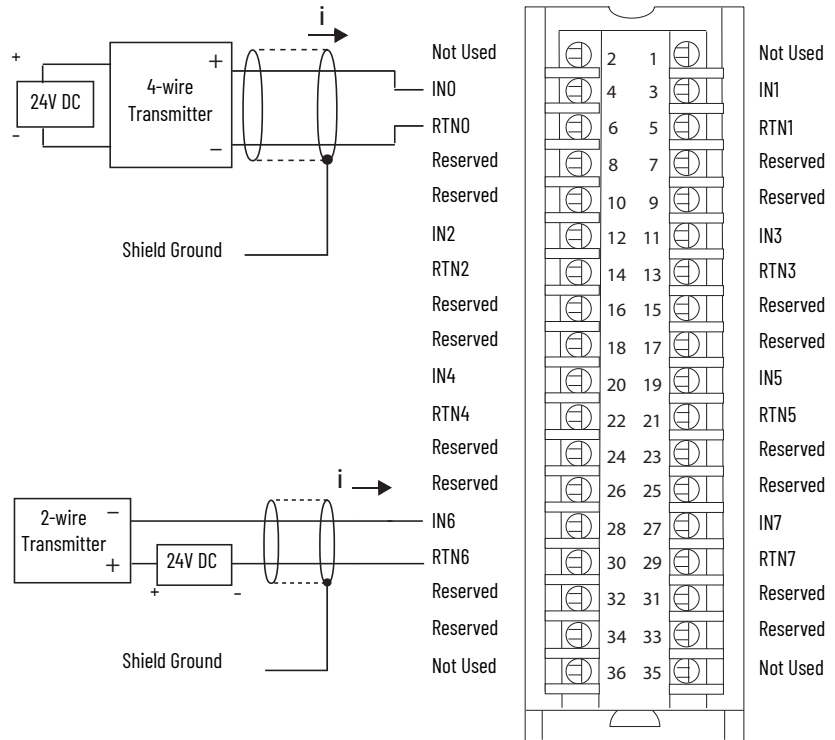 i
+
4-wire
Transmitter
+
−
24V DC
-
Shield Ground
Not Used 2 1 Not Used
IN0 4 3 IN1
RTN0 6 5 RTN1
Reserved 8 7 Reserved
Reserved 10 9 Reserved
IN2 12 11 IN3
RTN2 14 13 RTN3
Reserved 16 15 Reserved
Reserved 18 17 Reserved
IN4 20 19 IN5
RTN4 22 21 RTN5
Reserved 24 23 Reserved
Reserved 26 25 Reserved
IN6 28 27 IN7
RTN6 30 29 RTN7
Reserved 32 31 Reserved
Reserved 34 33 Reserved
Not Used 36 35 Not Used
i
2-wire
Transmitter
−
+
24V DC
+ -
Shield Ground